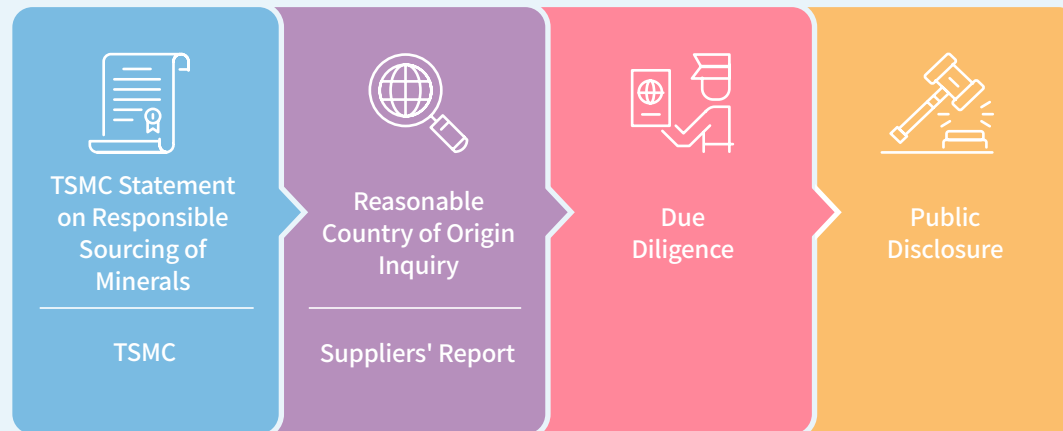 TSMC Statement
on Responsible
Sourcing of
Minerals
TSMC
Reasonable
Country of Origin
Inquiry
Suppliers' Report
Due
Diligence
Public
Disclosure